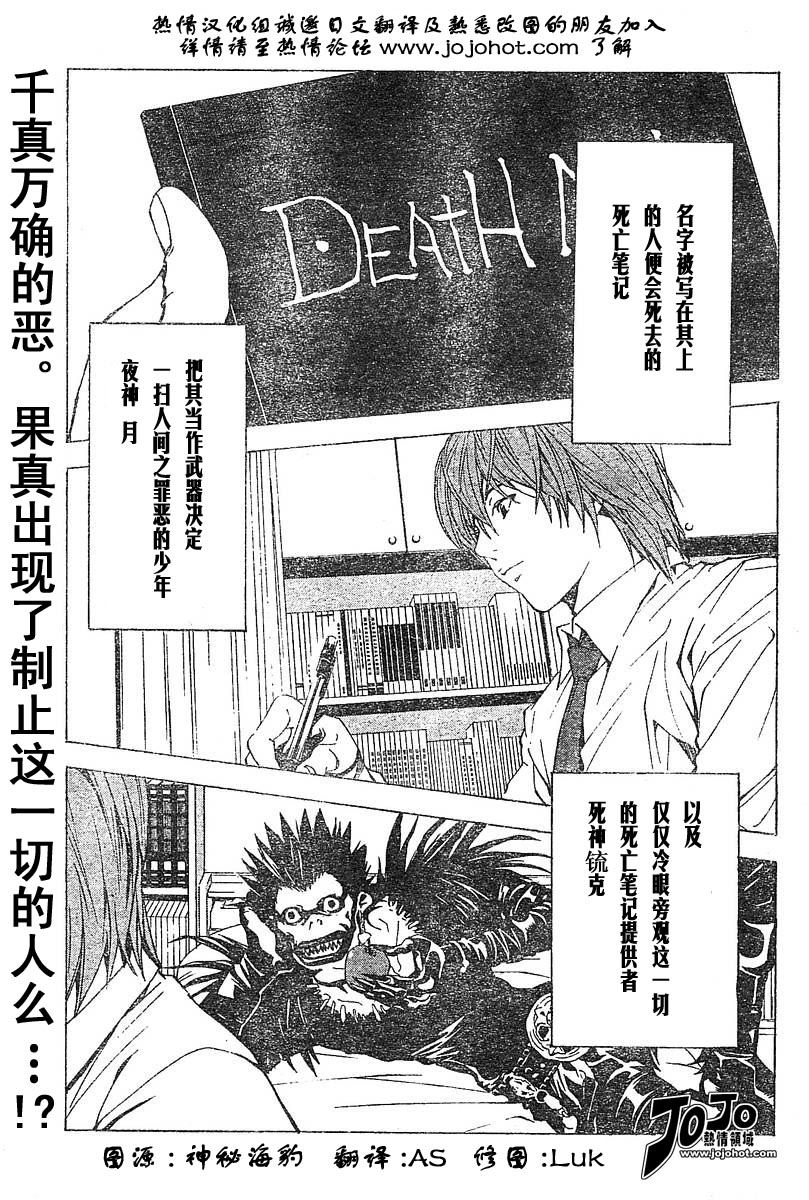 热情汉化组诚邀日文翻译及熟悉改图的朋友加入
详情请至热情论坛 www.jojohot.com 了解
千真万确的恶。果真出现了制止这一切的人么…!?
DEATH N
名字被写在其上
的人便会死去的
死亡笔记
把其当作武器决定
一扫人间之罪恶的少年
夜神 月
以及
仅仅冷眼旁观这一切
的死亡笔记提供者
死神锍克
JOJO
熱情領域
www.jojohot.com
图源:神秘海豹 翻译:AS 修图:Luk